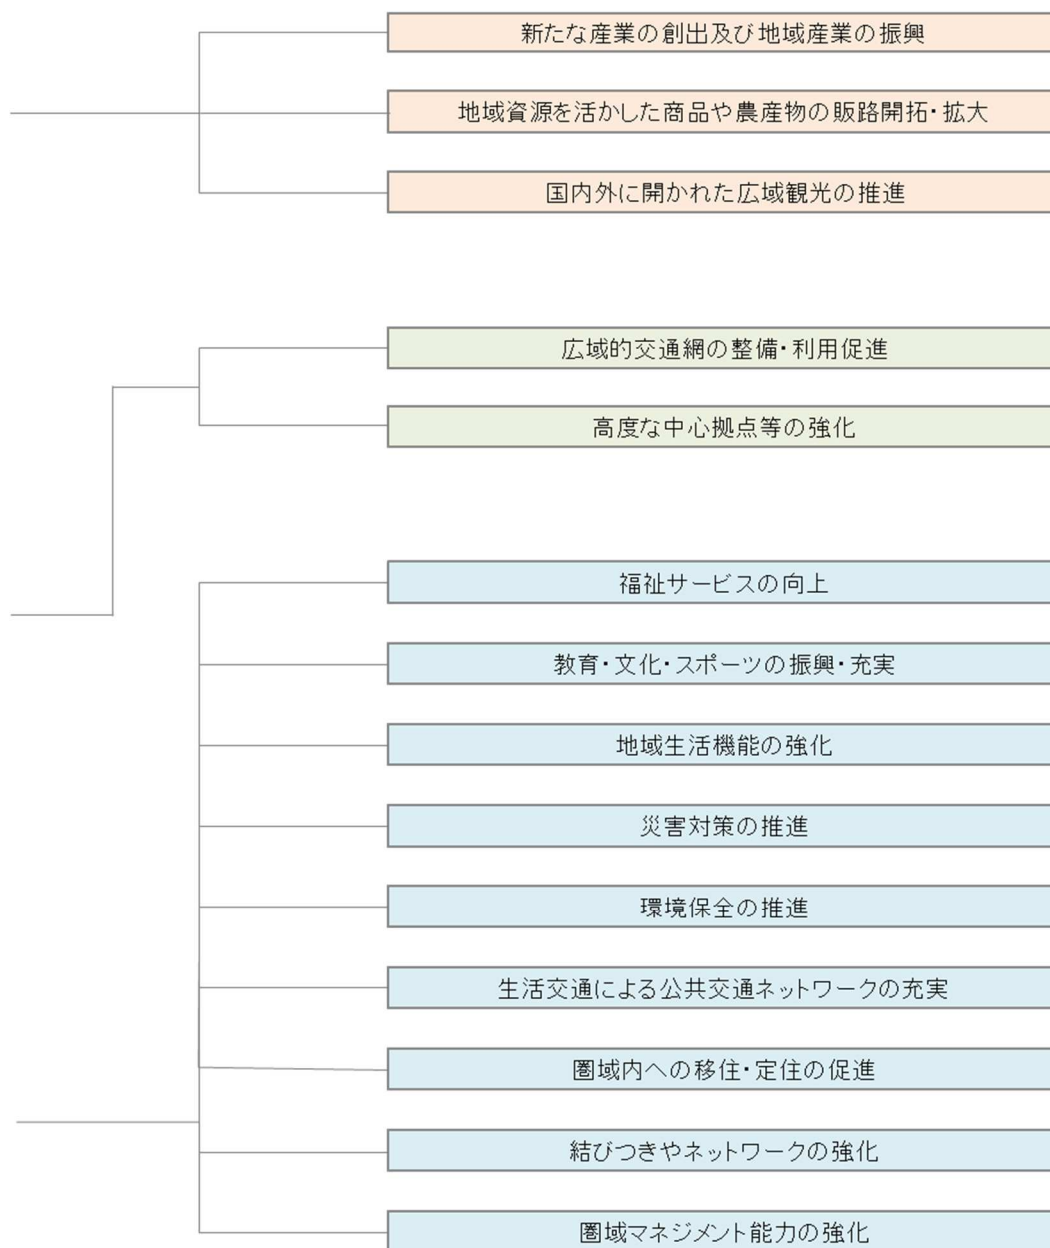 新たな産業の創出及び地域産業の振興
地域資源を活かした商品や農産物の販路開拓・拡大
国内外に開かれた広域観光の推進
広域的交通網の整備・利用促進
高度な中心拠点等の強化
福祉サービスの向上
教育・文化・スポーツの振興・充実
地域生活機能の強化
災害対策の推進
環境保全の推進
生活交通による公共交通ネットワークの充実
圏域内への移住・定住の促進
結びつきやネットワークの強化
圏域マネジメント能力の強化